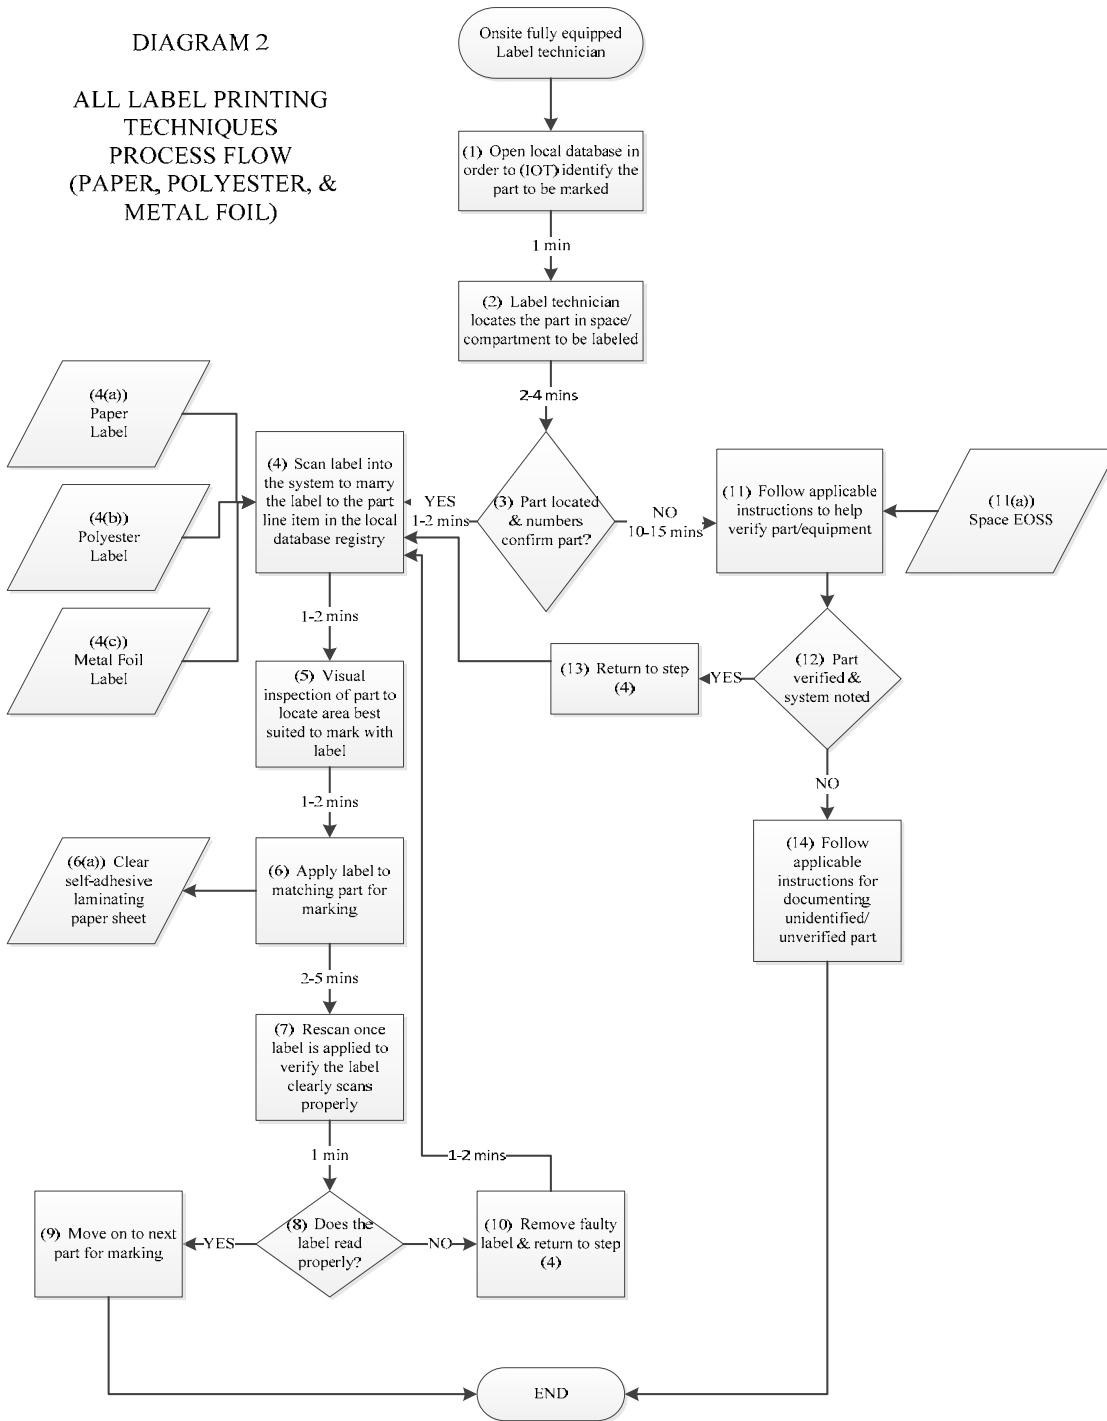 DIAGRAM 2
ALL LABEL PRINTING
TECHNIQUES
PROCESS FLOW
(PAPER, POLYESTER, &
METAL FOIL)
Onsite fully equipped
Label technician
(1) Open local database in
order to (IOT) identify the
part to be marked
1 min
(2) Label technician
locates the part in space/
compartment to be labeled
2-4 mins
(3) Part located
& numbers
confirm part?
YES
1-2 mins
NO
10-15 mins
(4(a))
Paper
Label
(4(b))
Polyester
Label
(4(c))
Metal Foil
Label
(4) Scan label into
the system to marry
the label to the part
line item in the local
database registry
(11) Follow applicable
instructions to help
verify part/equipment
(11(a))
Space EOSS
1-2 mins
(5) Visual
inspection of part to
locate area best
suited to mark with
label
(13) Return to step
(4)
YES
(12) Part
verified &
system noted
NO
1-2 mins
(6(a)) Clear
self-adhesive
laminating
paper sheet
(6) Apply label to
matching part for
marking
(14) Follow
applicable
instructions for
documenting
unidentified/
unverified part
2-5 mins
(7) Rescan once
label is applied to
verify the label
clearly scans
properly
1 min
1-2 mins
(9) Move on to next
part for marking
YES
(8) Does the
label read
properly?
NO
(10) Remove faulty
label & return to step
(4)
END